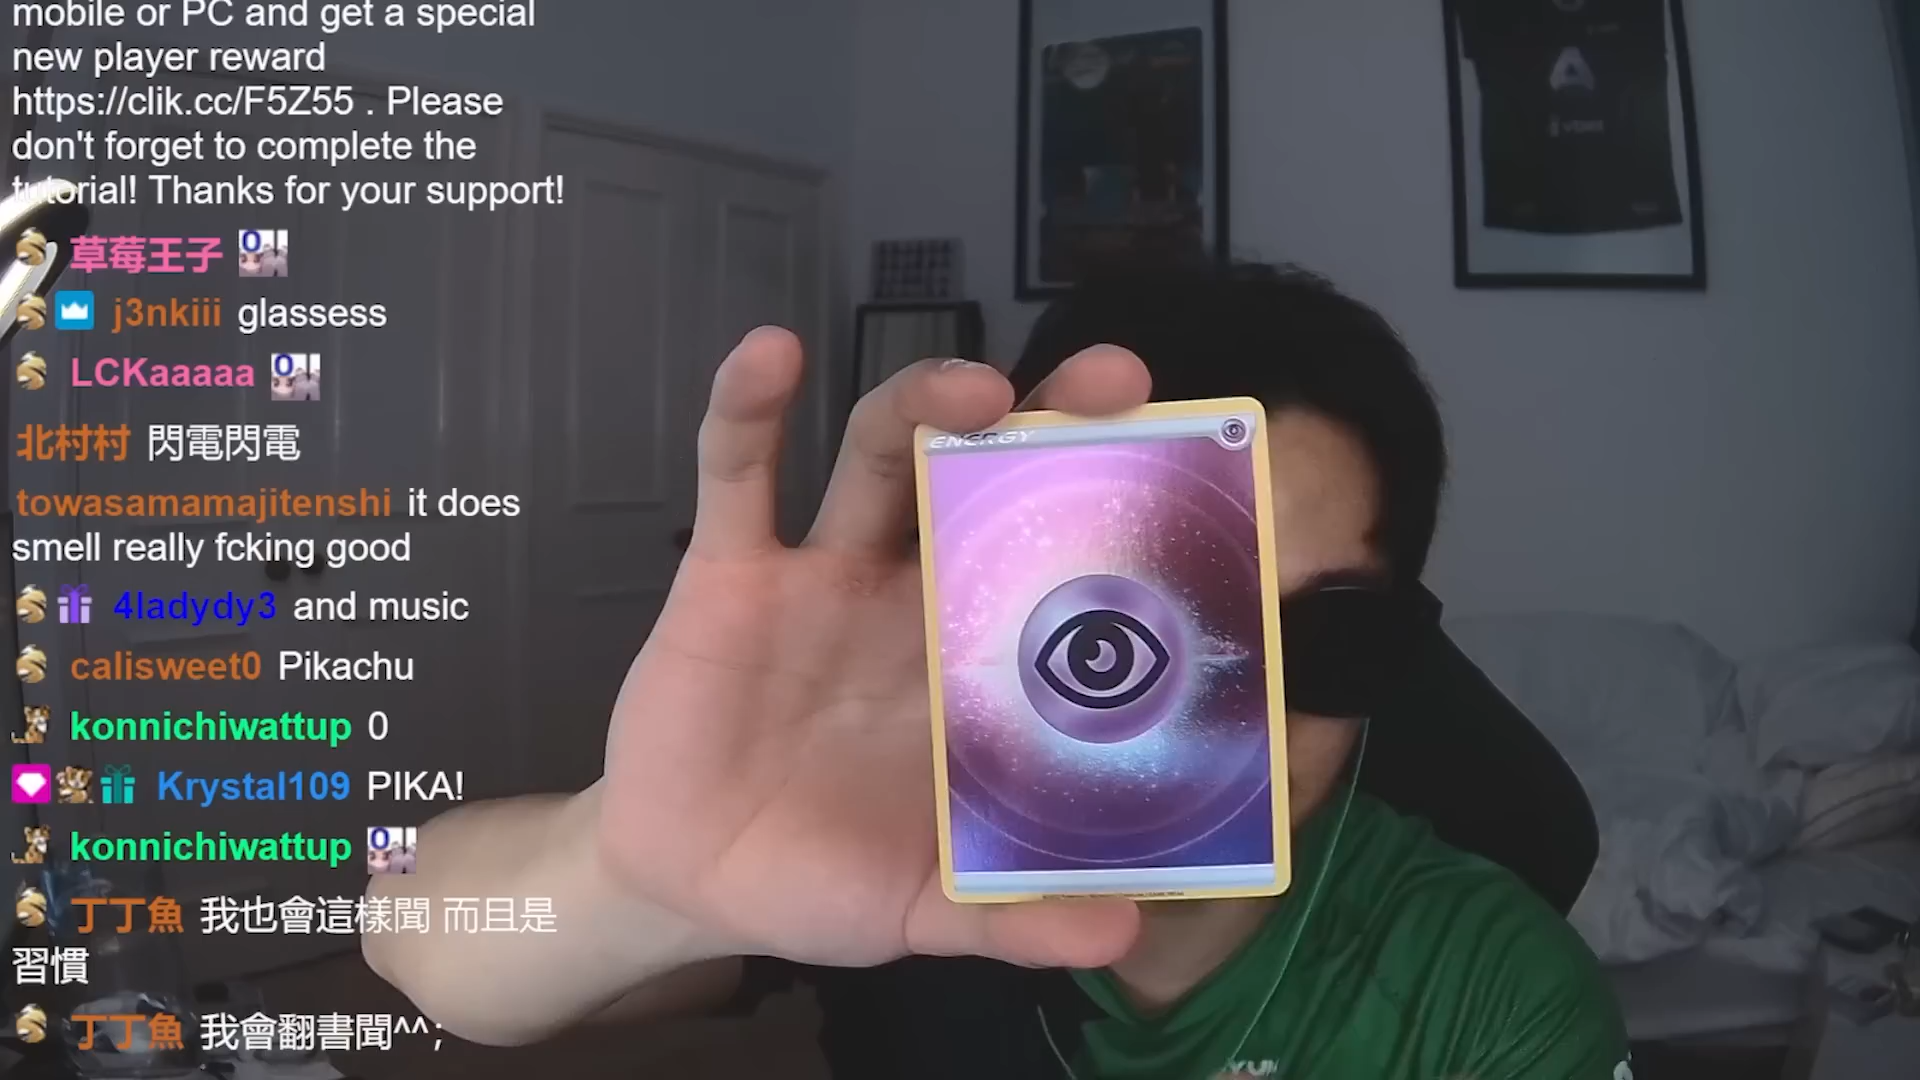 mobile or PC and get a special
new player reward
https://clik.cc/F5Z55 . Please
don't forget to complete the
tutorial! Thanks for your support!
草莓王子
j3nkiii glassess
LCKaaaaa
北村村 閃電閃電
towasamamajitenshi it does
smell really fcking good
4ladydy3 and music
calisweet0 Pikachu
konnichiwattup 0
Krystal109 PIKA!
konnichiwattup
丁丁魚 我也會這樣聞 而且是
習慣
丁丁魚 我會翻書聞^^;
ENERGY